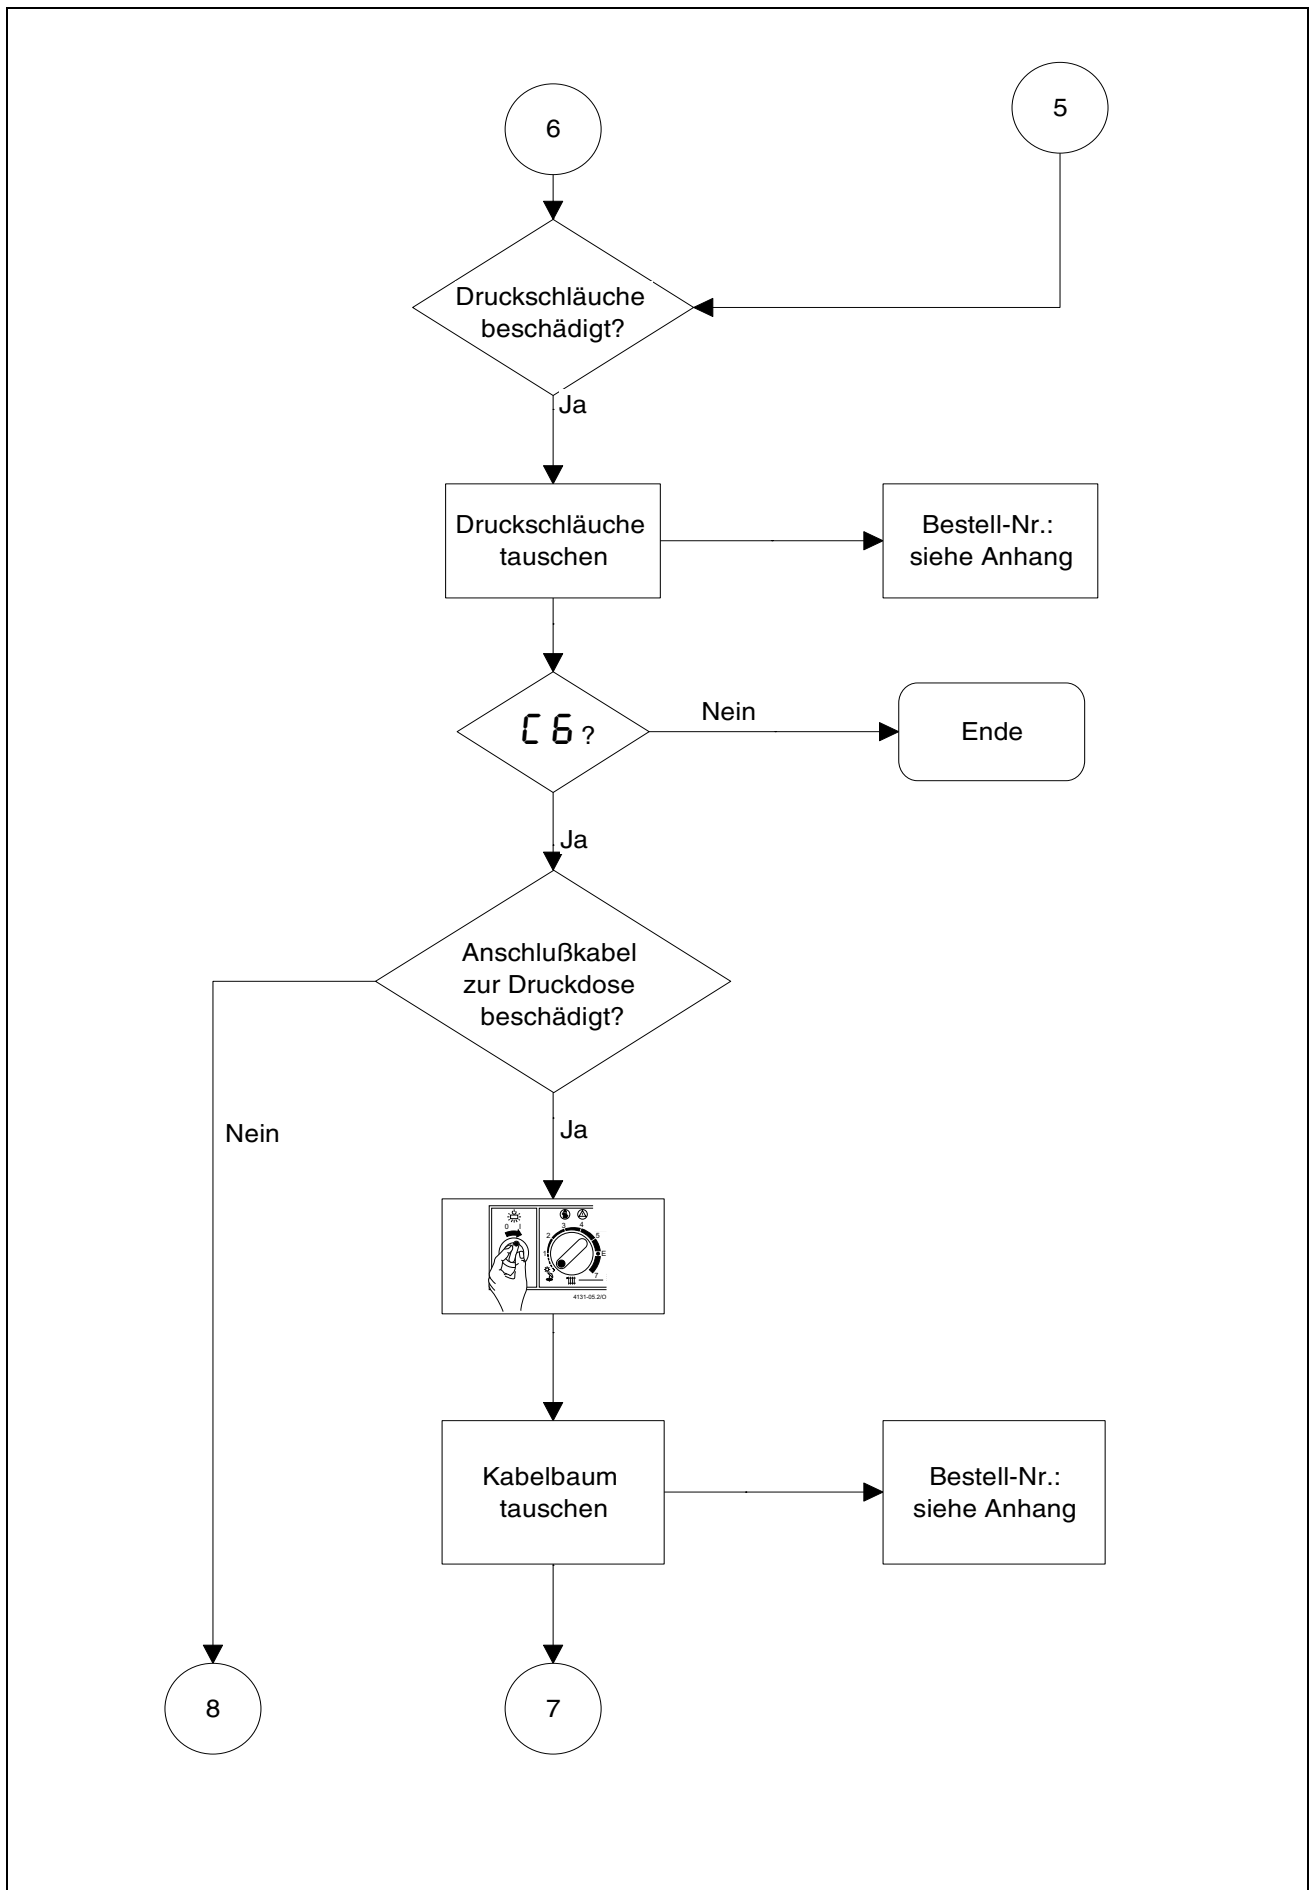 6
5
Druckschläuche
beschädigt?
Ja
Druckschläuche
tauschen
Bestell-Nr.:
siehe Anhang
C6 ?
Nein
Ende
Ja
Anschlußkabel
zur Druckdose
beschädigt?
Nein
Ja
0 I
1
2
3
4
5
E
7
4131-05.2/O
Kabelbaum
tauschen
Bestell-Nr.:
siehe Anhang
8
7